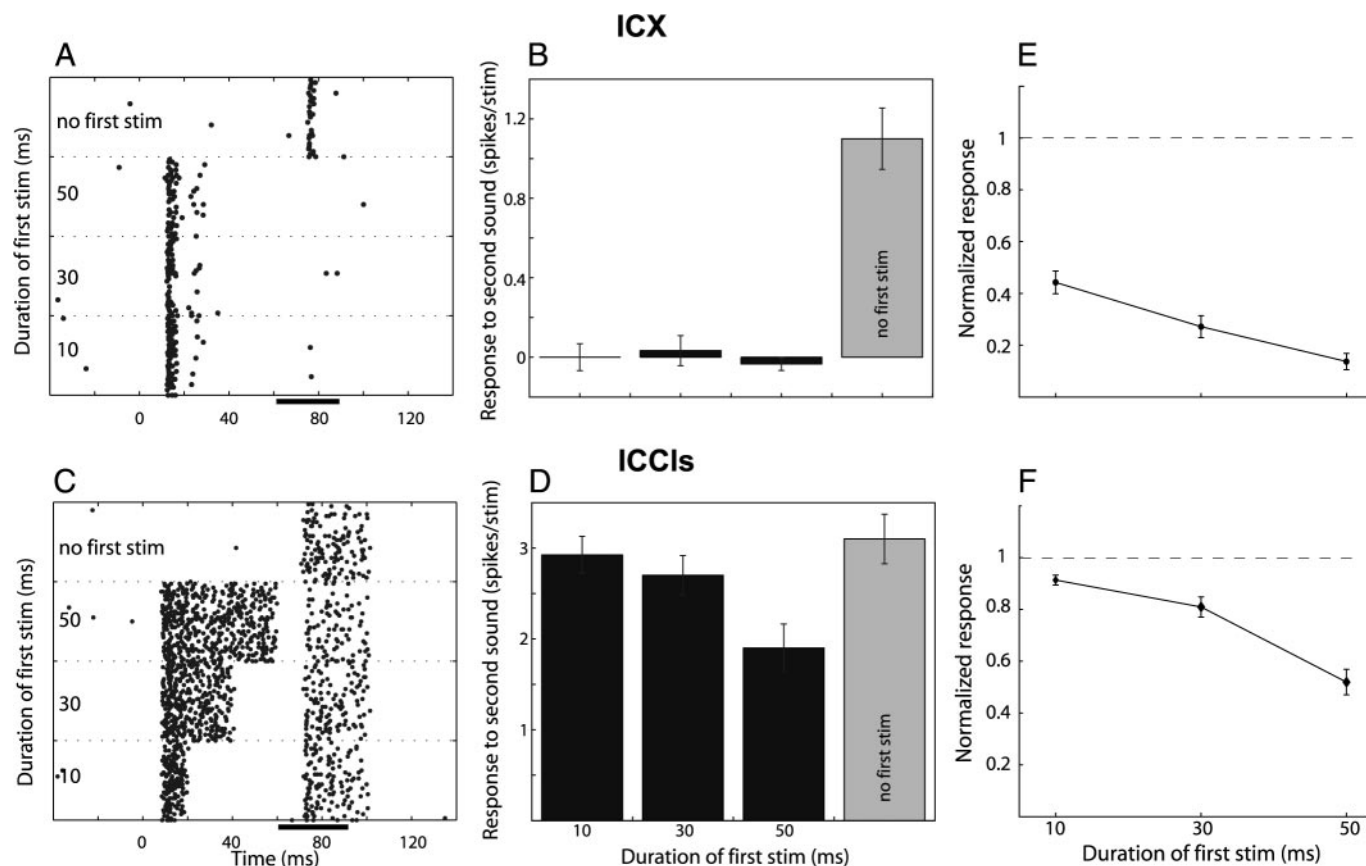 ICX
A
B
E
Duration of first stim (ms)
no first stim
50
30
10
0
40
80
120
Response to second sound (spikes/stim)
1.2
0.8
0.4
0
no first stim
Normalized response
1
0.8
0.6
0.4
0.2
ICCls
C
D
F
Duration of first stim (ms)
no first stim
50
30
10
0
40
80
120
Time (ms)
Response to second sound (spikes/stim)
3
2
1
no first stim
10
30
50
Duration of first stim (ms)
Normalized response
1
0.8
0.6
0.4
0.2
10
30
50
Duration of first stim (ms)